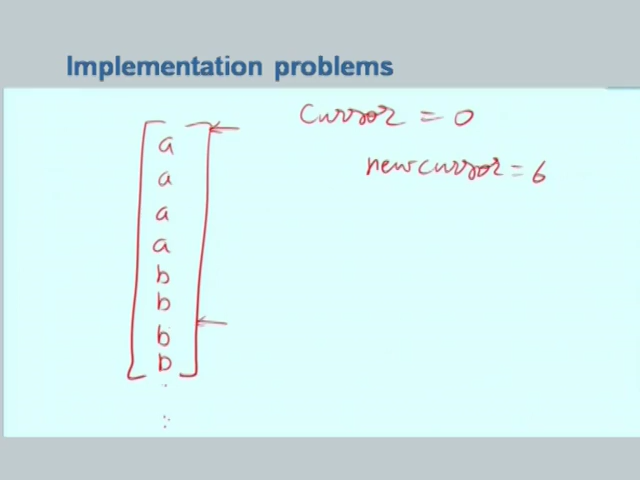 Implementation problems
cursor = 0
newcursor = 6
a
a
a
a
b
b
b
b